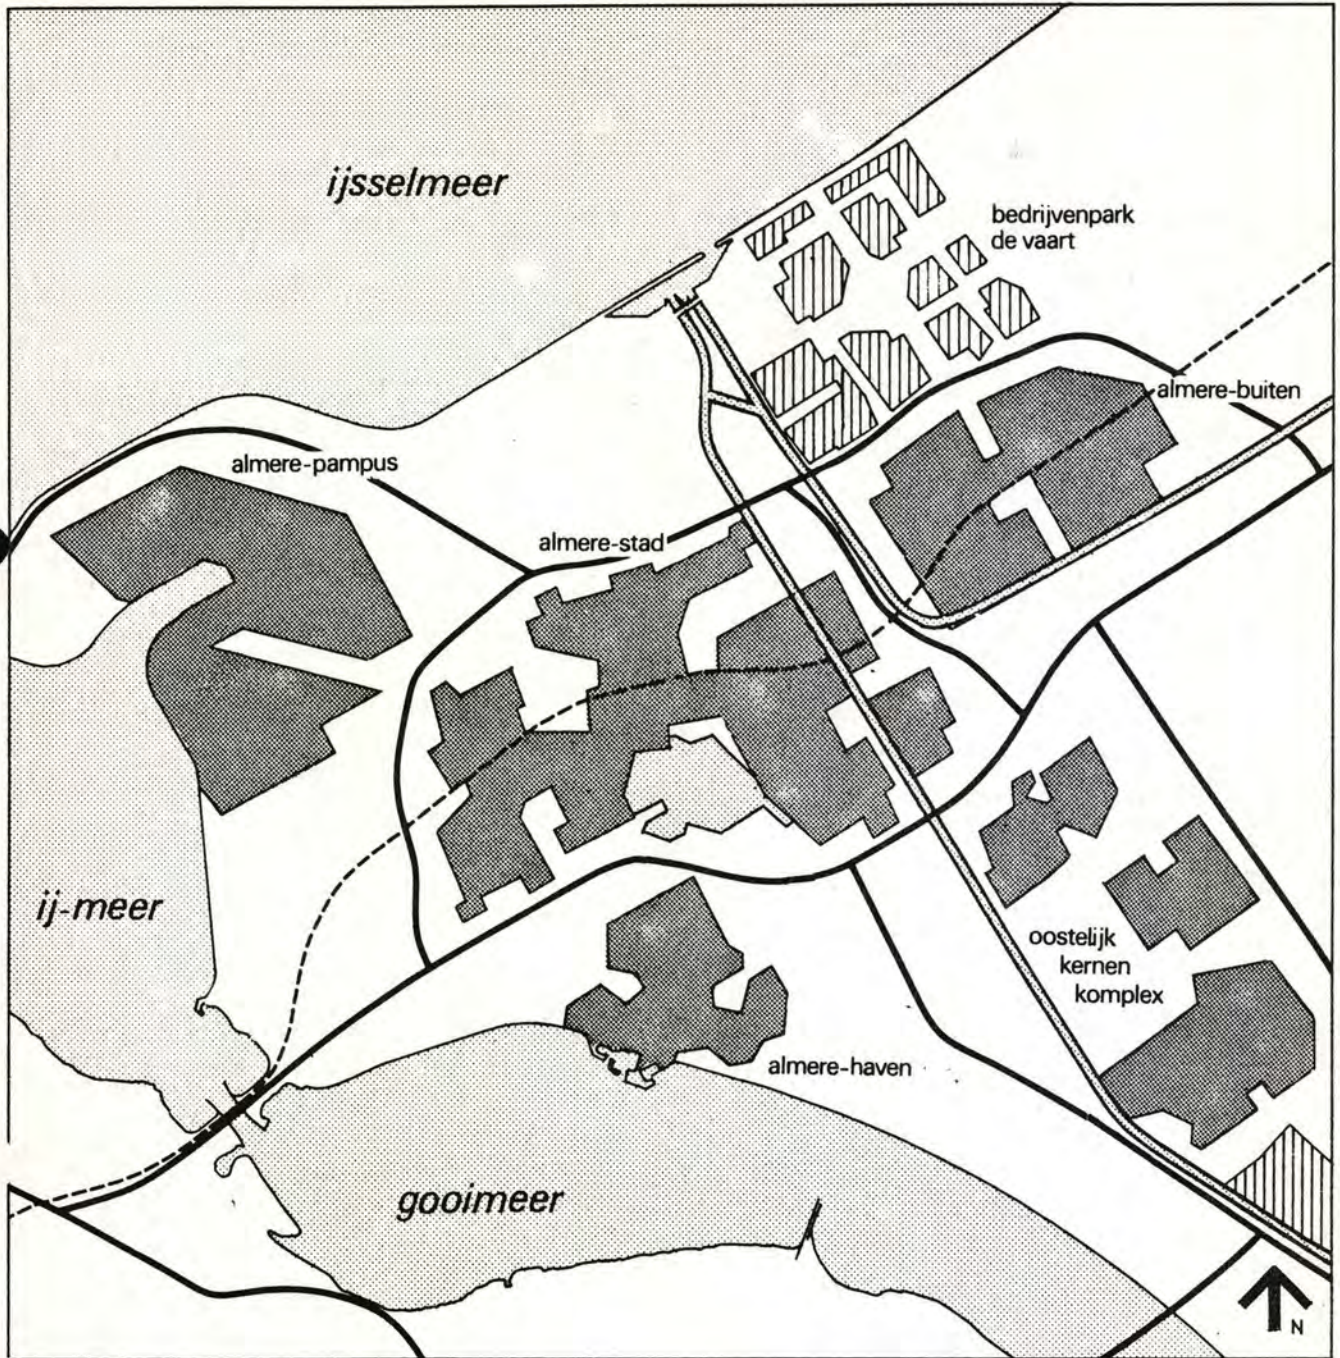 ijsselmeer
bedrijvenpark
de vaart
almere-buiten
almere-pampus
almere-stad
ij-meer
oostelijk
kernen
komplex
almere-haven
gooimeer
N